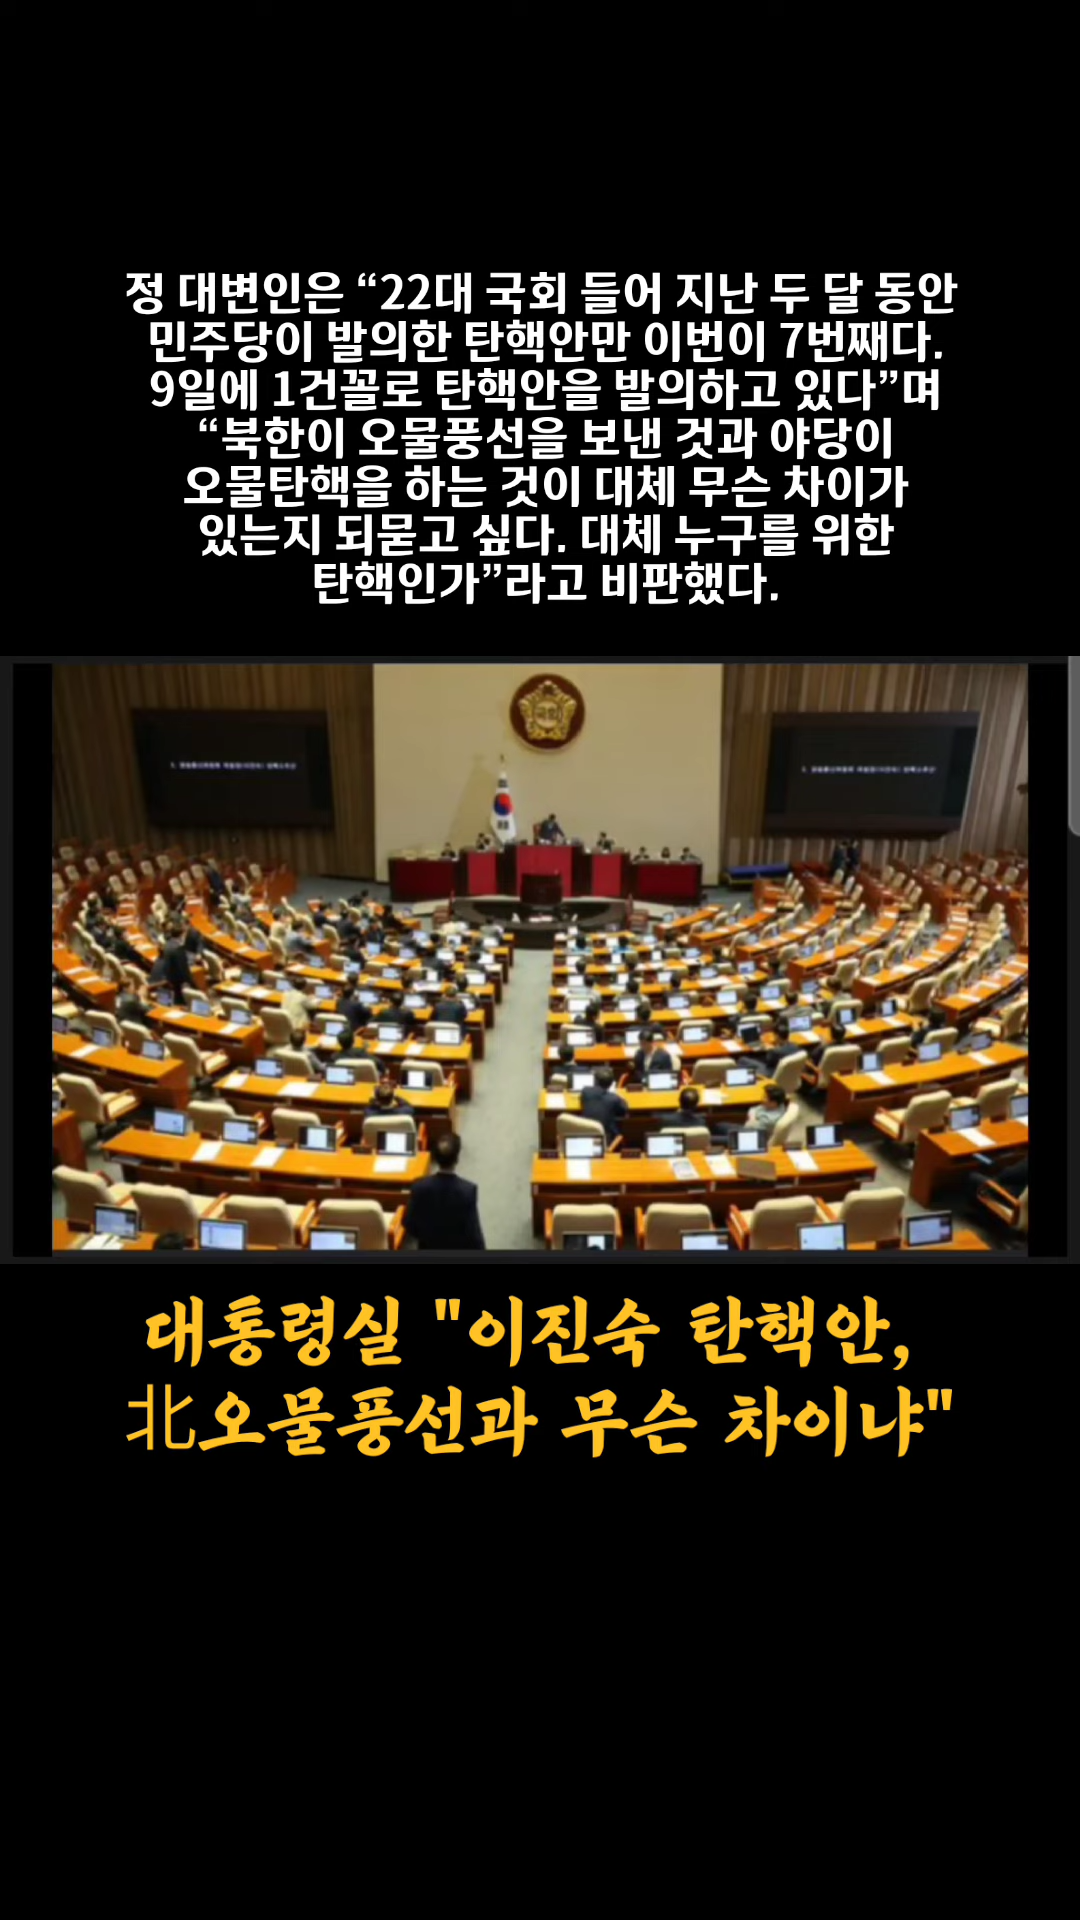 정 대변인은 “22대 국회 들어 지난 두 달 동안
민주당이 발의한 탄핵안만 이번이 7번째다.
9일에 1건꼴로 탄핵안을 발의하고 있다”며
“북한이 오물풍선을 보낸 것과 야당이
오물탄핵을 하는 것이 대체 무슨 차이가
있는지 되묻고 싶다. 대체 누구를 위한
탄핵인가”라고 비판했다.
대통령실 "이진숙 탄핵안,
北오물풍선과 무슨 차이냐"